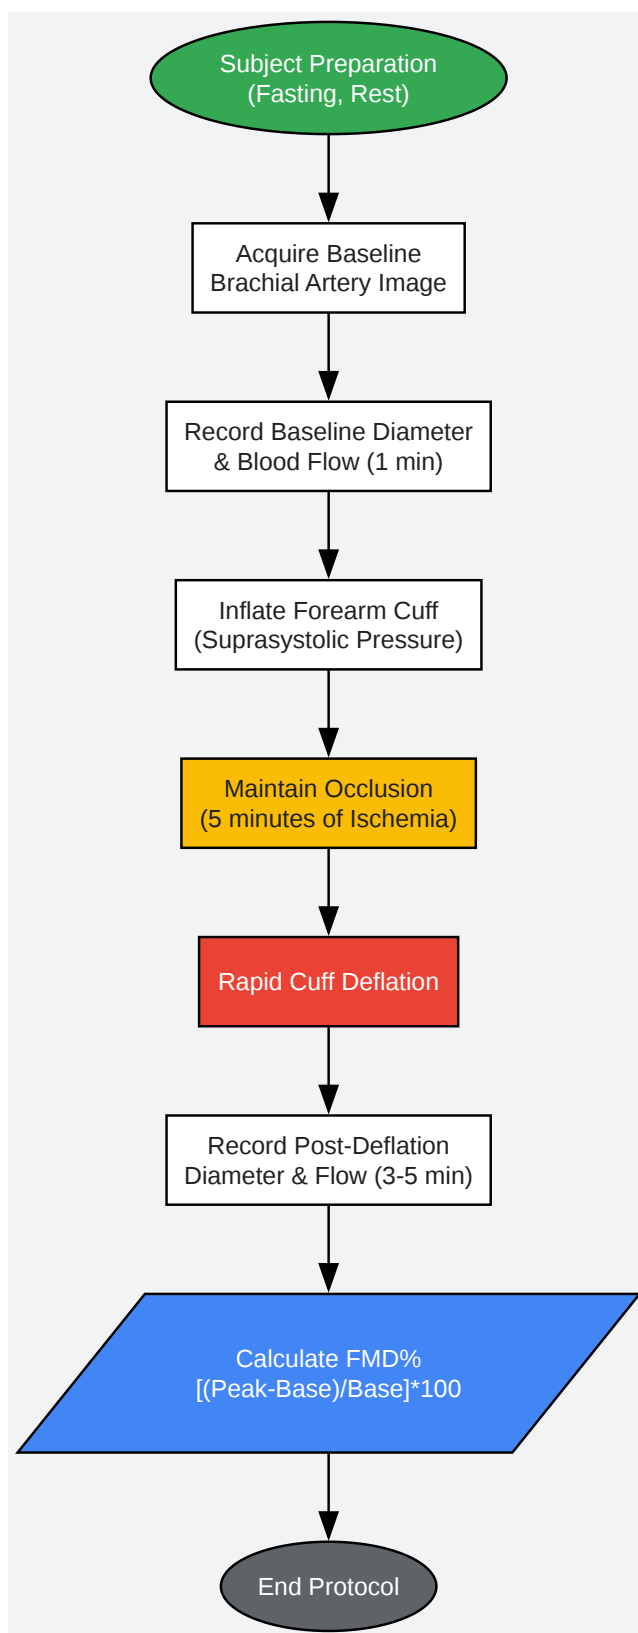 Subject Preparation
(Fasting, Rest)
Acquire Baseline
Brachial Artery Image
Record Baseline Diameter
& Blood Flow (1 min)
Inflate Forearm Cuff
(Suprasystolic Pressure)
Maintain Occlusion
(5 minutes of Ischemia)
Rapid Cuff Deflation
Record Post-Deflation
Diameter & Flow (3-5 min)
Calculate FMD%
[(Peak-Base)/Base]*100
End Protocol